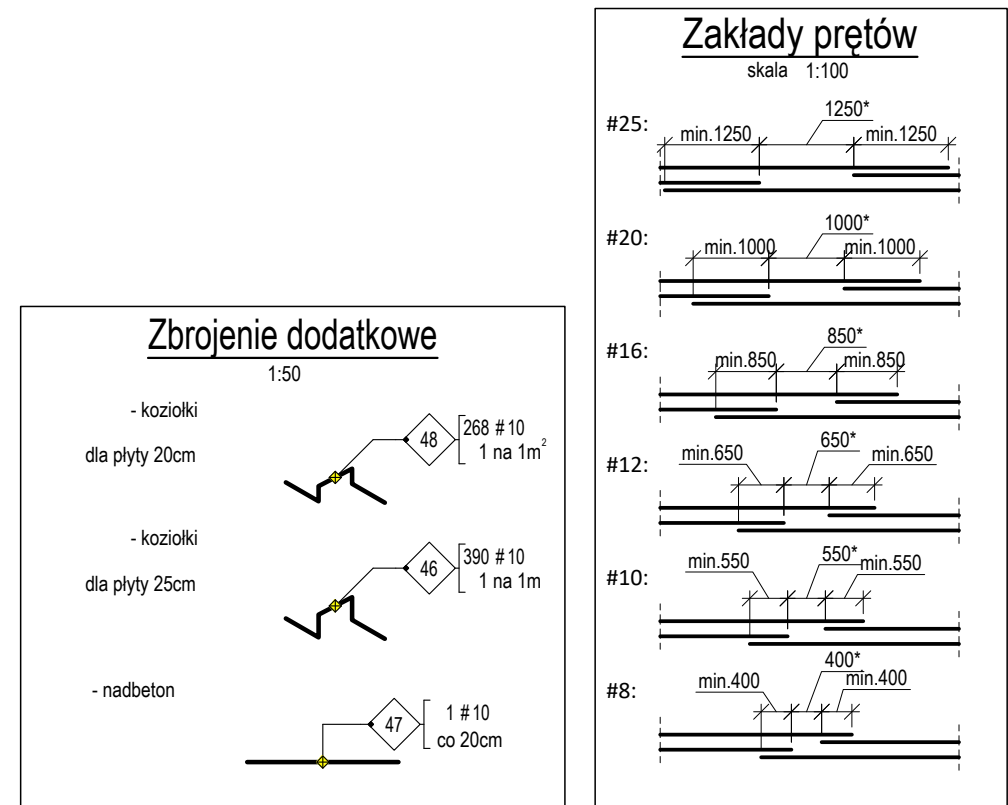 Zbrojenie dodatkowe
1:50
- koziołki
dla płyty 20cm
48
268 #10
1 na 1m²
- koziołki
dla płyty 25cm
46
390 #10
1 na 1m
- nadbeton
47
1 #10
co 20cm
Zakłady prętów
skala 1:100
#25:
min.1250
1250*
min.1250
#20:
min.1000
1000*
min.1000
#16:
min.850
850*
min.850
#12:
min.650
650*
min.650
#10:
min.550
550*
min.550
#8:
min.400
400*
min.400